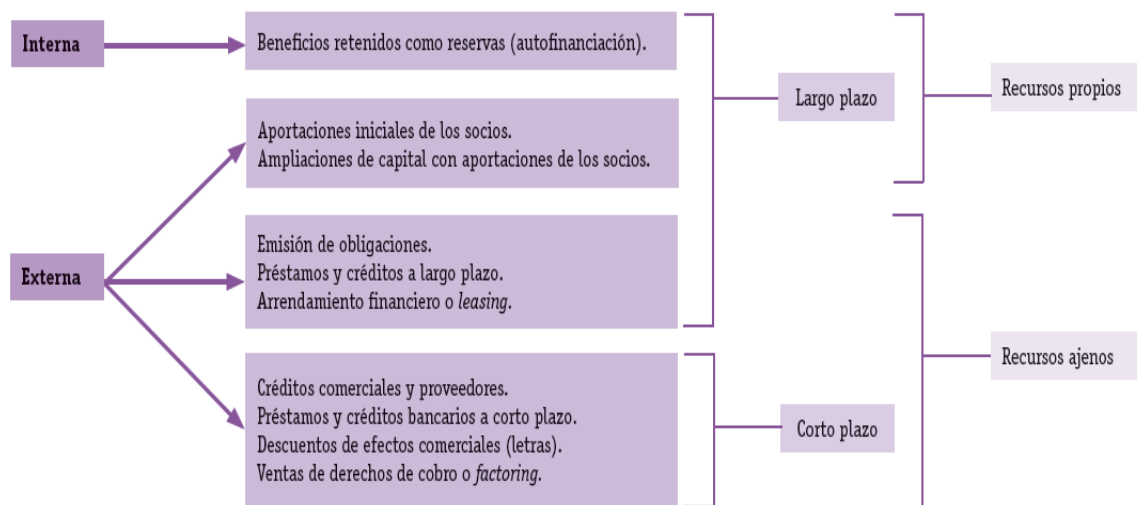 Interna
Beneficios retenidos como reservas (autofinanciación).
Aportaciones iniciales de los socios.
Ampliaciones de capital con aportaciones de los socios.
Externa
Emisión de obligaciones.
Préstamos y créditos a largo plazo.
Arrendamiento financiero o leasing.
Créditos comerciales y proveedores.
Préstamos y créditos bancarios a corto plazo.
Descuentos de efectos comerciales (letras).
Ventas de derechos de cobro o factoring.
Largo plazo
Corto plazo
Recursos propios
Recursos ajenos